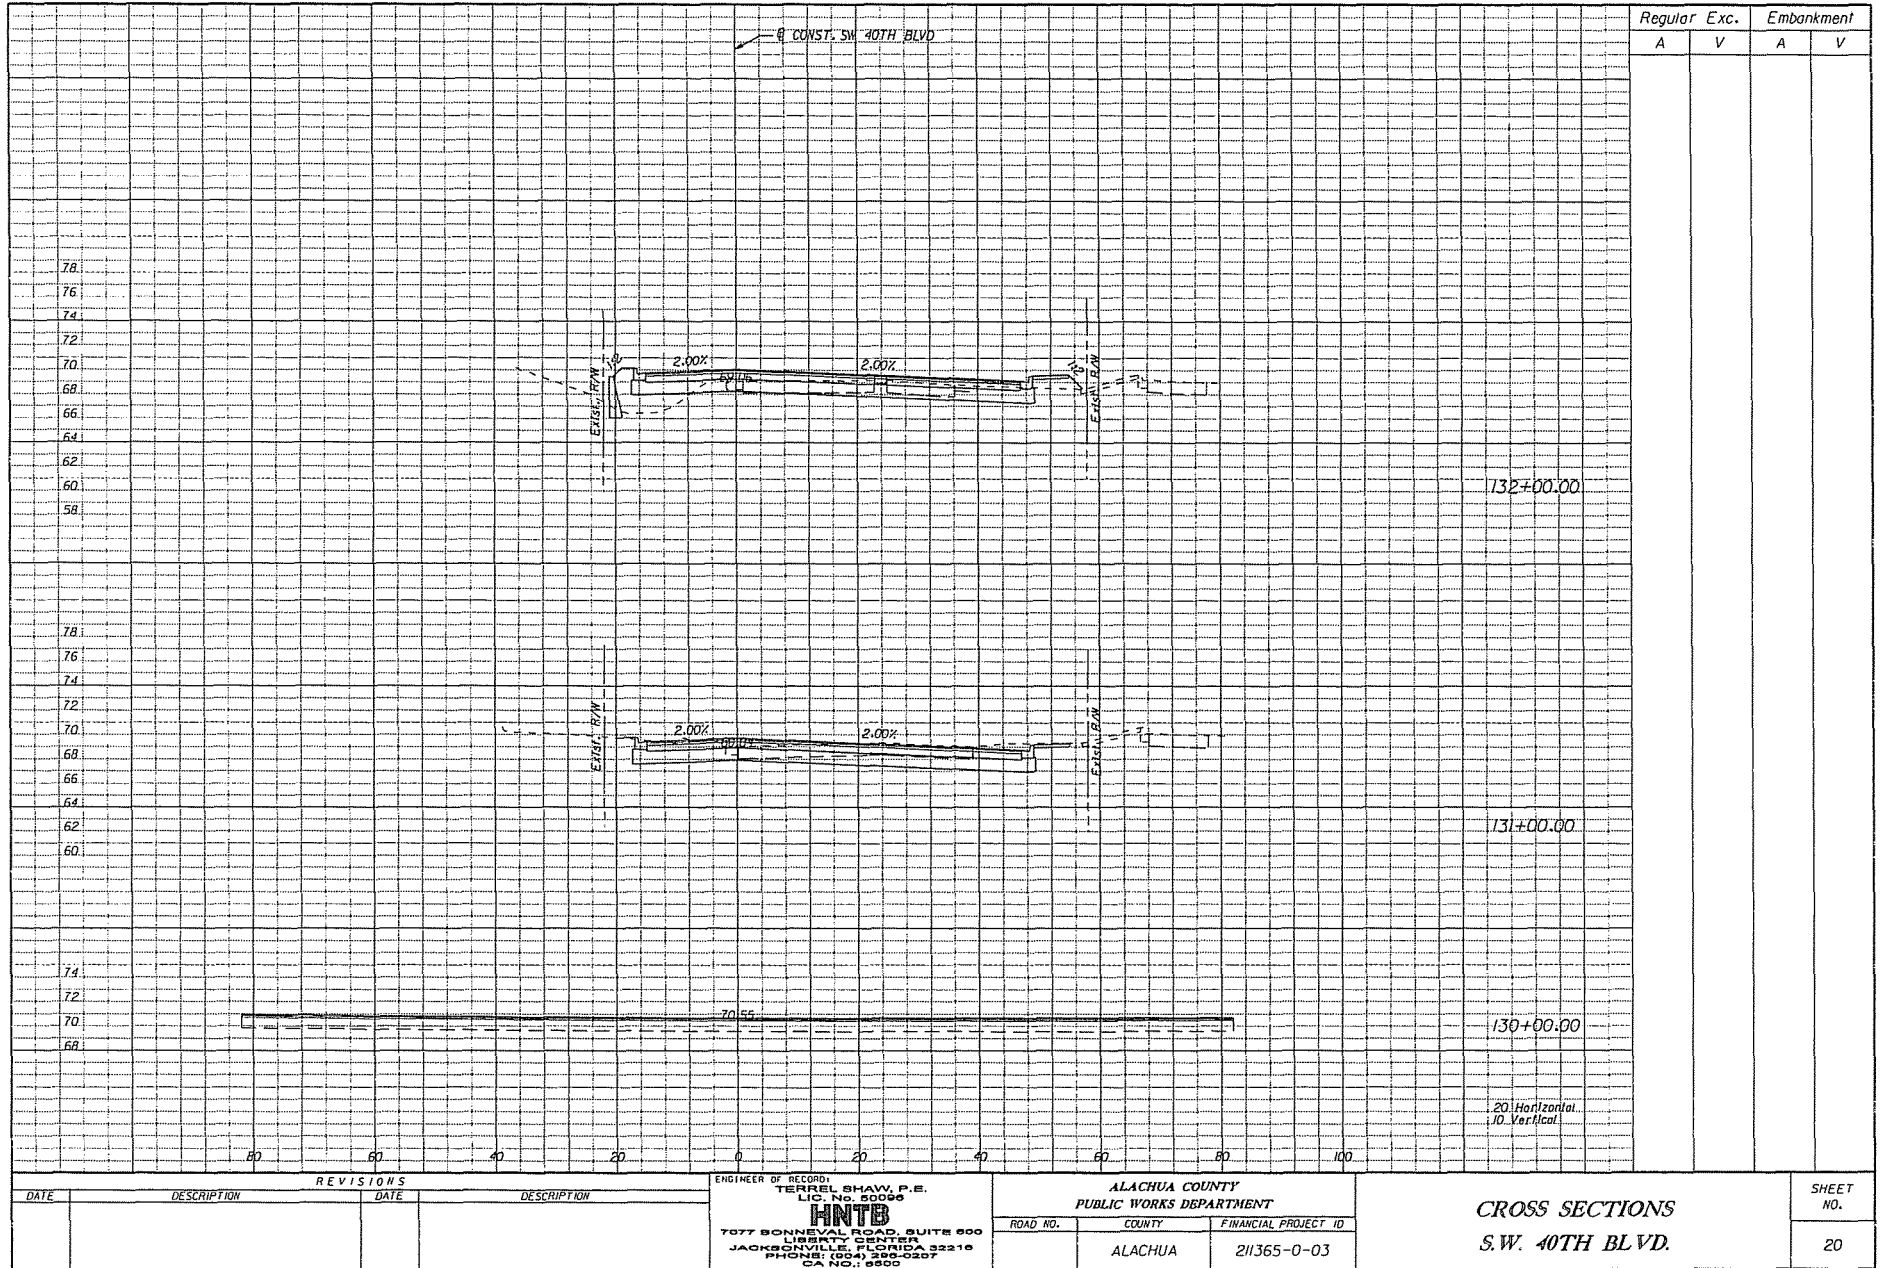 Regular Exc. Embankment
A V A V
℄ CONST. SW 40TH BLVD
78
76
74
72
70
68
66
64
62
60
58
Exist. R/W
1:2
2.00%
2.00%
1:2
Exist. R/W
132+00.00
78
76
74
72
70
68
66
64
62
60
Exist. R/W
2.00%
2.00%
Exist. R/W
131+00.00
74
72
70
68
70.55
130+00.00
20 Horizontal
10 Vertical
80 60 40 20 0 20 40 60 80 100
REVISIONS
DATE DESCRIPTION DATE DESCRIPTION
ENGINEER OF RECORD:
TERREL SHAW, P.E.
LIC. No. 50096
HNTB
7077 BONNEVAL ROAD, SUITE 600
LIBERTY CENTER
JACKSONVILLE, FLORIDA 32216
PHONE: (904) 296-0207
CA NO.: 6500
ALACHUA COUNTY
PUBLIC WORKS DEPARTMENT
ROAD NO. COUNTY FINANCIAL PROJECT ID
ALACHUA 211365-0-03
CROSS SECTIONS
S.W. 40TH BLVD.
SHEET
NO.
20